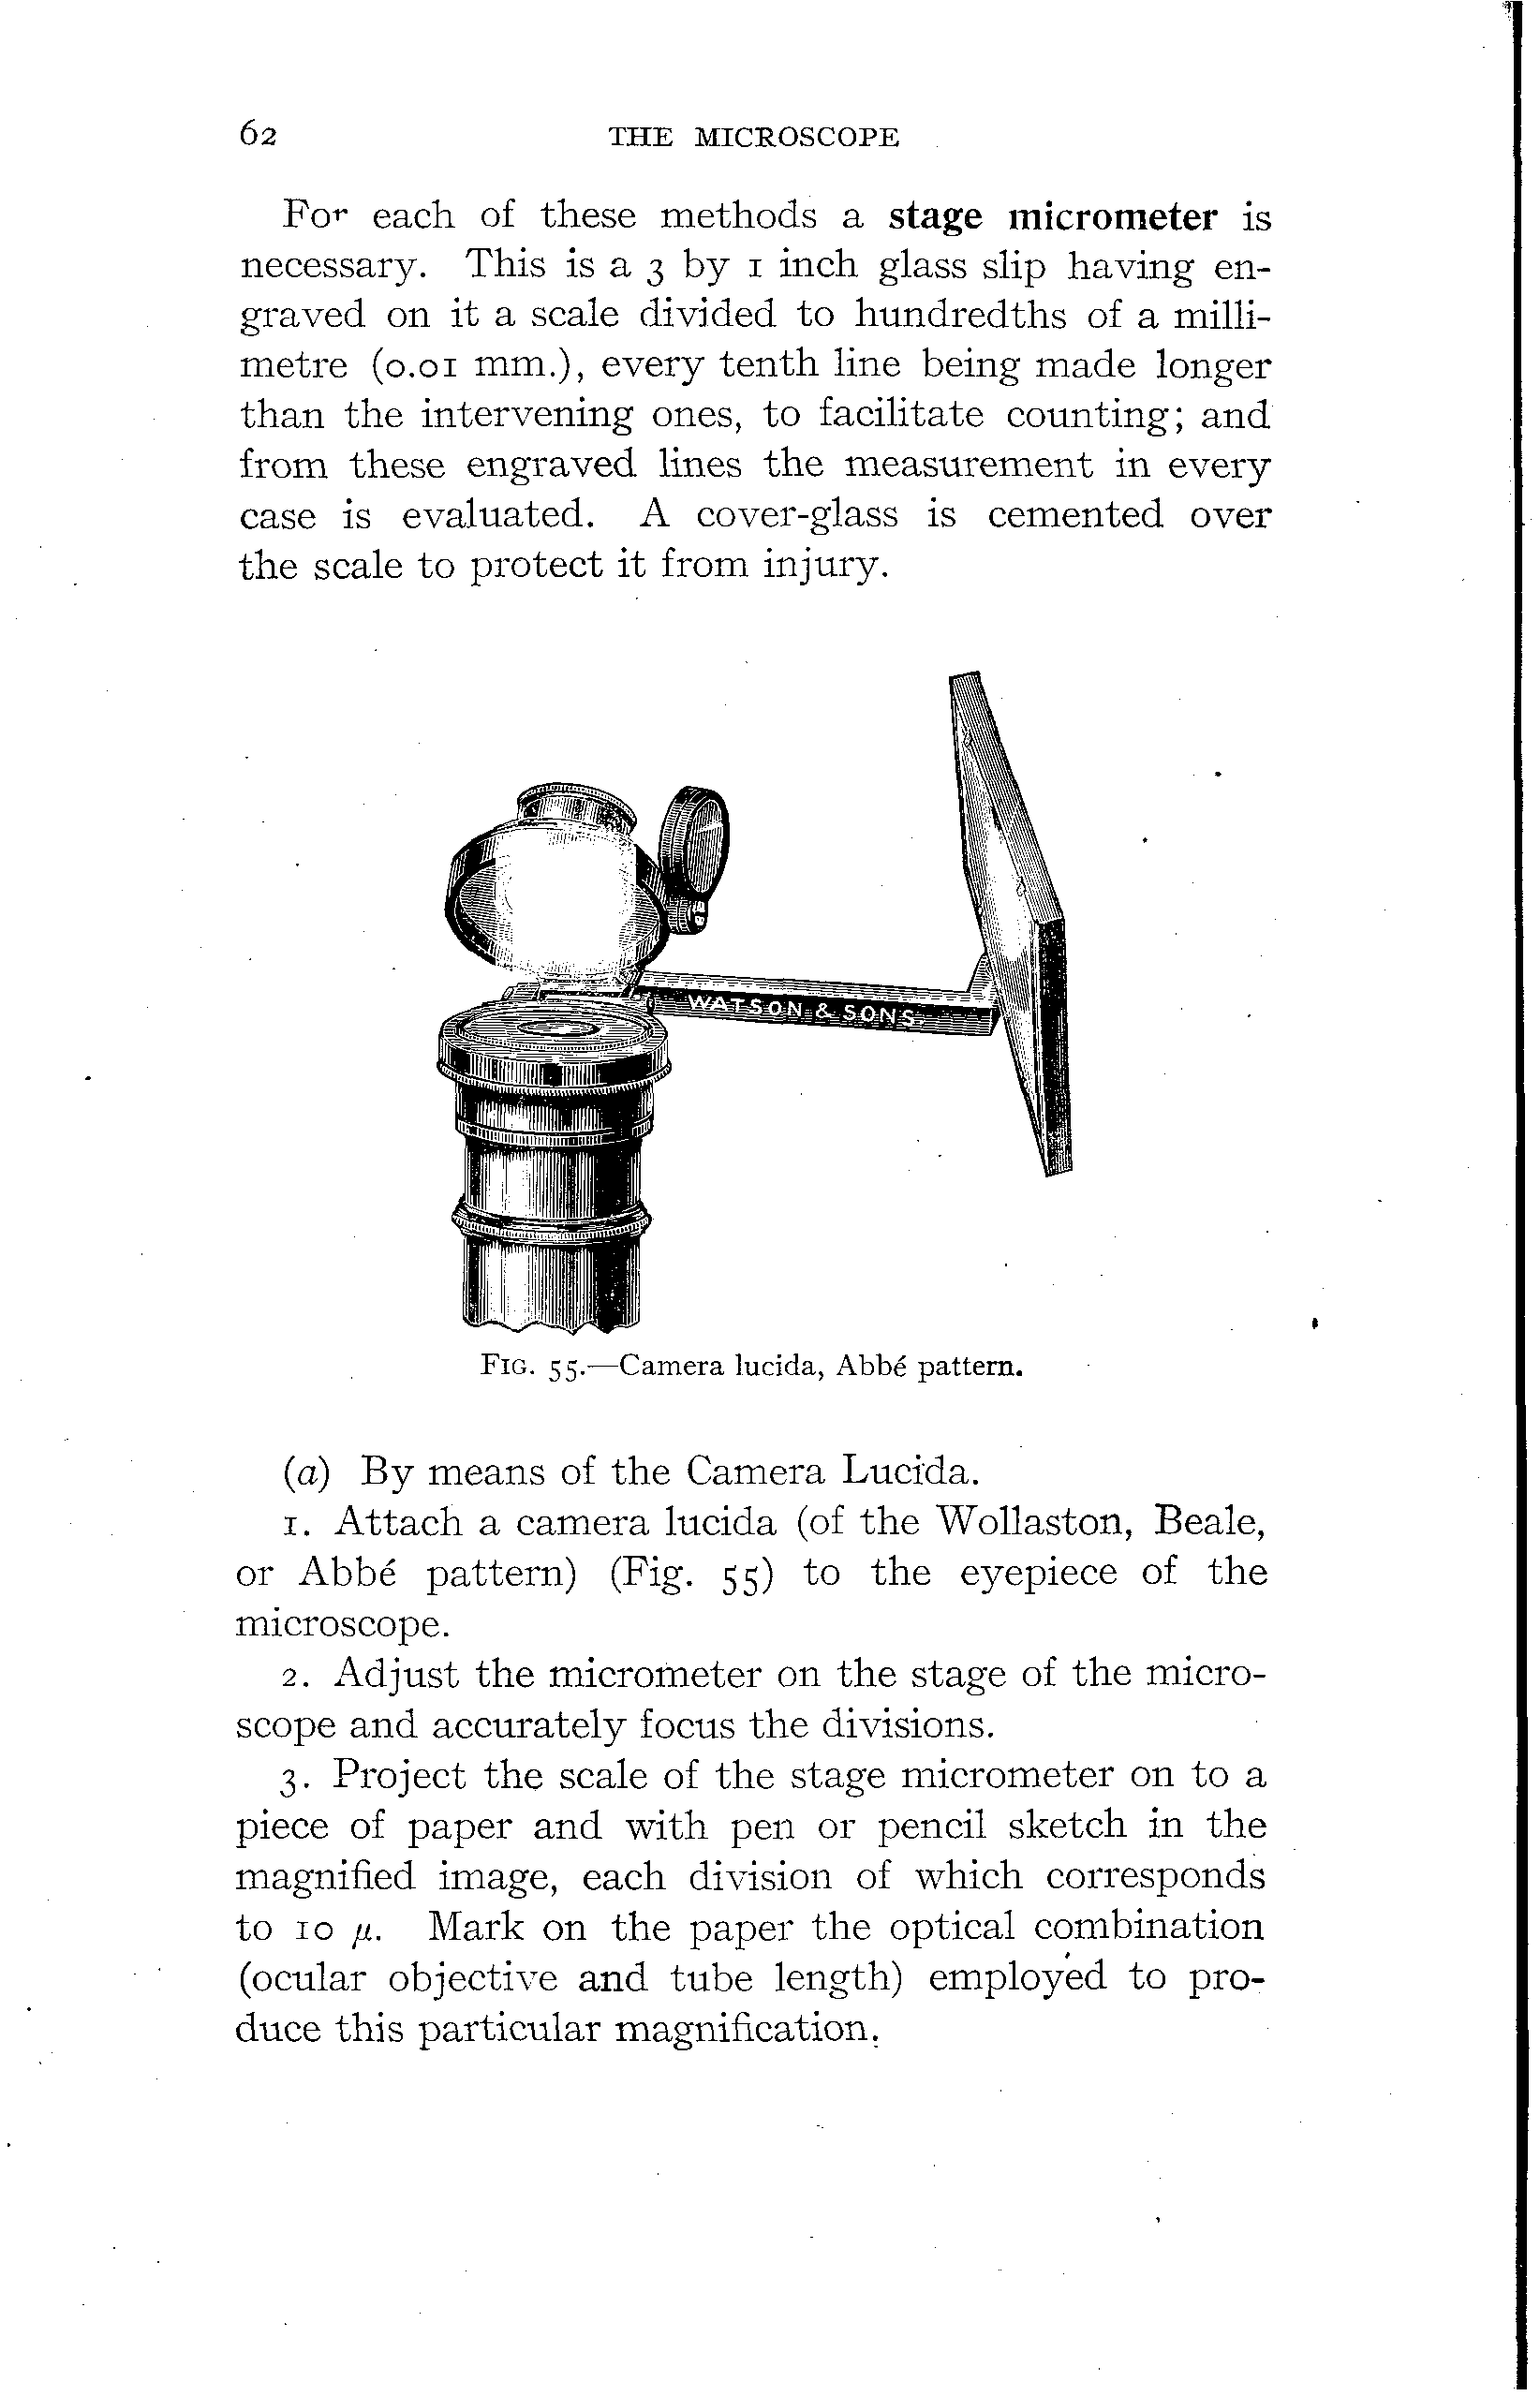 62 THE MICROSCOPE
For each of these methods a stage micrometer is
necessary. This is a 3 by 1 inch glass slip having en-
graved on it a scale divided to hundredths of a milli-
metre (0.01 mm.), every tenth line being made longer
than the intervening ones, to facilitate counting; and
from these engraved lines the measurement in every
case is evaluated. A cover-glass is cemented over
the scale to protect it from injury.
WATSON & SONS.
FIG. 55.—Camera lucida, Abbé pattern.
(a) By means of the Camera Lucida.
1. Attach a camera lucida (of the Wollaston, Beale,
or Abbé pattern) (Fig. 55) to the eyepiece of the
microscope.
2. Adjust the micrometer on the stage of the micro-
scope and accurately focus the divisions.
3. Project the scale of the stage micrometer on to a
piece of paper and with pen or pencil sketch in the
magnified image, each division of which corresponds
to 10 μ. Mark on the paper the optical combination
(ocular objective and tube length) employed to pro-
duce this particular magnification.